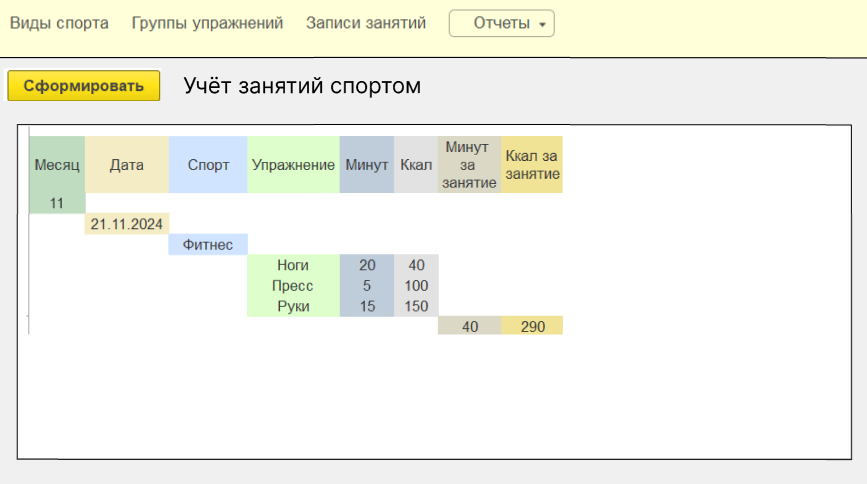 Виды спорта Группы упражнений Записи занятий Отчеты
Сформировать Учёт занятий спортом
Месяц Дата Спорт Упражнение Минут Ккал Минут за занятие Ккал за занятие
11
21.11.2024
Фитнес
Ноги 20 40
Пресс 5 100
Руки 15 150
40 290